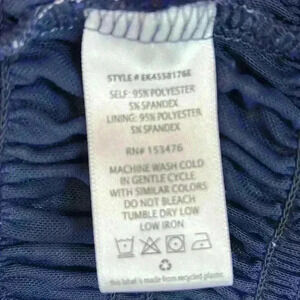 STYLE # EK4558176E
SELF: 95% POLYESTER
5% SPANDEX
LINING: 95% POLYESTER
5% SPANDEX
RN# 153476
MACHINE WASH COLD
IN GENTLE CYCLE
WITH SIMILAR COLORS
DO NOT BLEACH
TUMBLE DRY LOW
LOW IRON
this label is made from recycled plastic